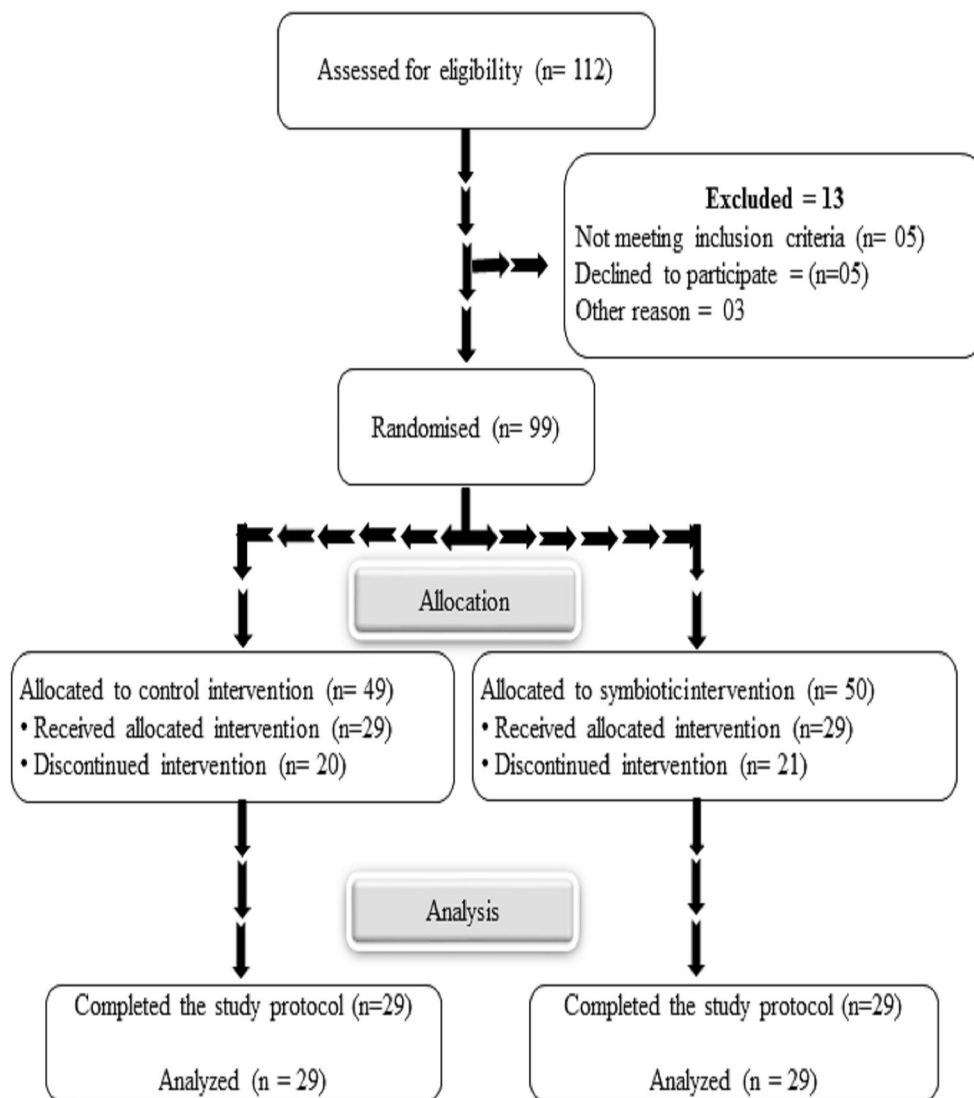 Assessed for eligibility (n= 112)
Excluded = 13
Not meeting inclusion criteria (n= 05)
Declined to participate = (n=05)
Other reason = 03
Randomised (n= 99)
Allocation
Allocated to control intervention (n= 49)
• Received allocated intervention (n=29)
• Discontinued intervention (n= 20)
Allocated to symbioticintervention (n= 50)
• Received allocated intervention (n=29)
• Discontinued intervention (n= 21)
Analysis
Completed the study protocol (n=29)
Analyzed (n = 29)
Completed the study protocol (n=29)
Analyzed (n = 29)